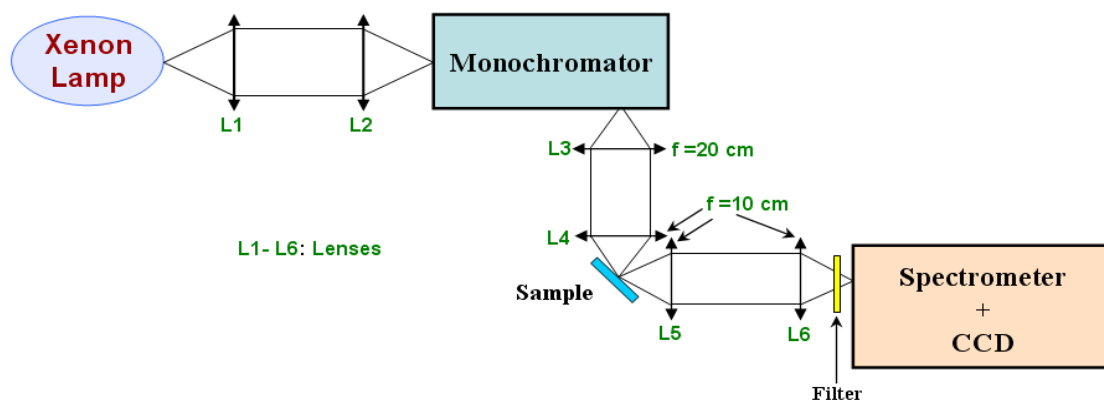 Xenon
Lamp
Monochromator
L1
L2
L3
f =20 cm
f =10 cm
L4
L1- L6: Lenses
Sample
L5
L6
Spectrometer
+
CCD
Filter